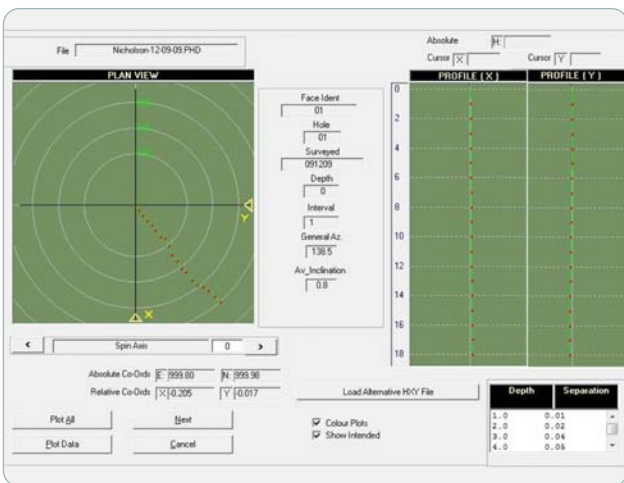 File Nicholson-12-09-09.PHD
Absolute H:
Cursor X Cursor Y
PLAN VIEW
PROFILE ( X ) PROFILE ( Y )
Face Ident
01
Hole
01
Surveyed
091209
Depth
0
Interval
1
General Az.
138.5
Av_Inclination
0.8
0
2
4
6
8
10
12
14
16
18
Y
X
< Spin Axis 0 >
Absolute Co-Ords E: 999.80 N: 999.98
Relative Co-Ords X -0.205 Y -0.017
Plot All Next
Plot Data Cancel
Load Alternative HXY File
Colour Plots
Show Intended
Depth Separation
1.0 0.01
2.0 0.02
3.0 0.04
4.0 0.05